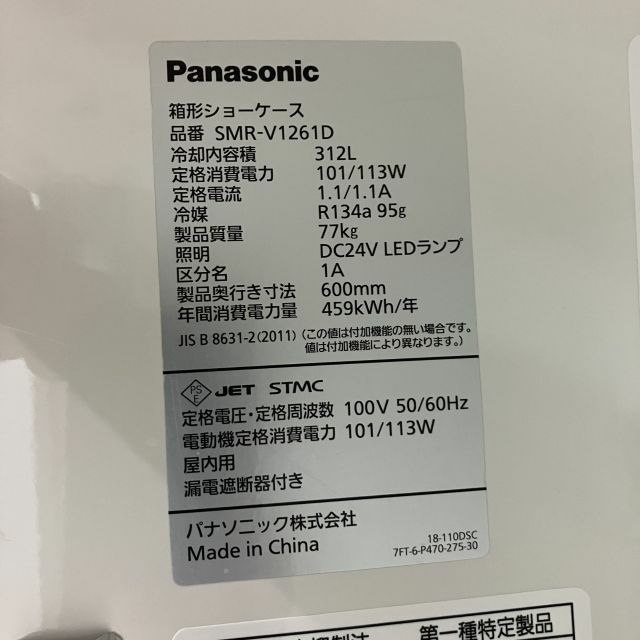 Panasonic
箱形ショーケース
品番 SMR-V1261D
冷却内容積 312L
定格消費電力 101/113W
定格電流 1.1/1.1A
冷媒 R134a 95g
製品質量 77kg
照明 DC24V LEDランプ
区分名 1A
製品奥行き寸法 600mm
年間消費電力量 459kWh/年
JIS B 8631-2(2011) (この値は付加機能の無い場合です。
値は付加機能により異なります。)
PS
E JET STMC
定格電圧・定格周波数 100V 50/60Hz
電動機定格消費電力 101/113W
屋内用
漏電遮断器付き
パナソニック株式会社
Made in China
18-110DSC
7FT-6-P470-275-30
第一種特定製品